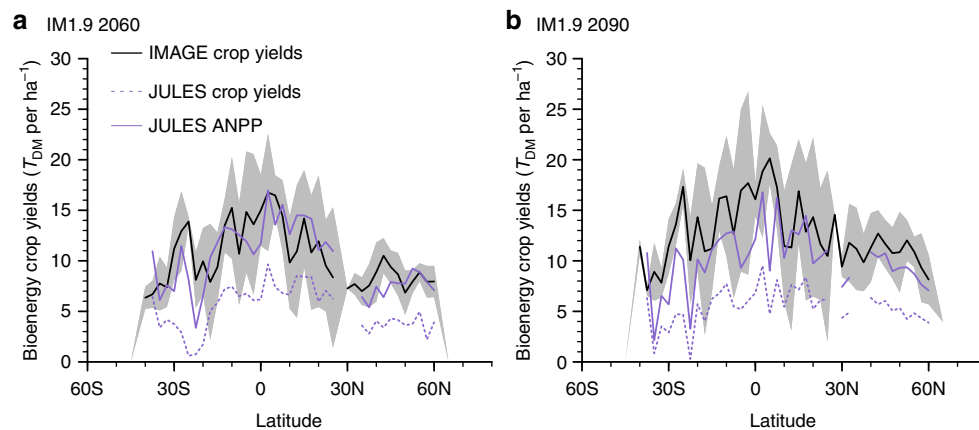 a IM1.9 2060
IMAGE crop yields
JULES crop yields
JULES ANPP
Bioenergy crop yields (T_DM per ha⁻¹)
30
25
20
15
10
5
0
60S 30S 0 30N 60N
Latitude
b IM1.9 2090
Bioenergy crop yields (T_DM per ha⁻¹)
30
25
20
15
10
5
0
60S 30S 0 30N 60N
Latitude